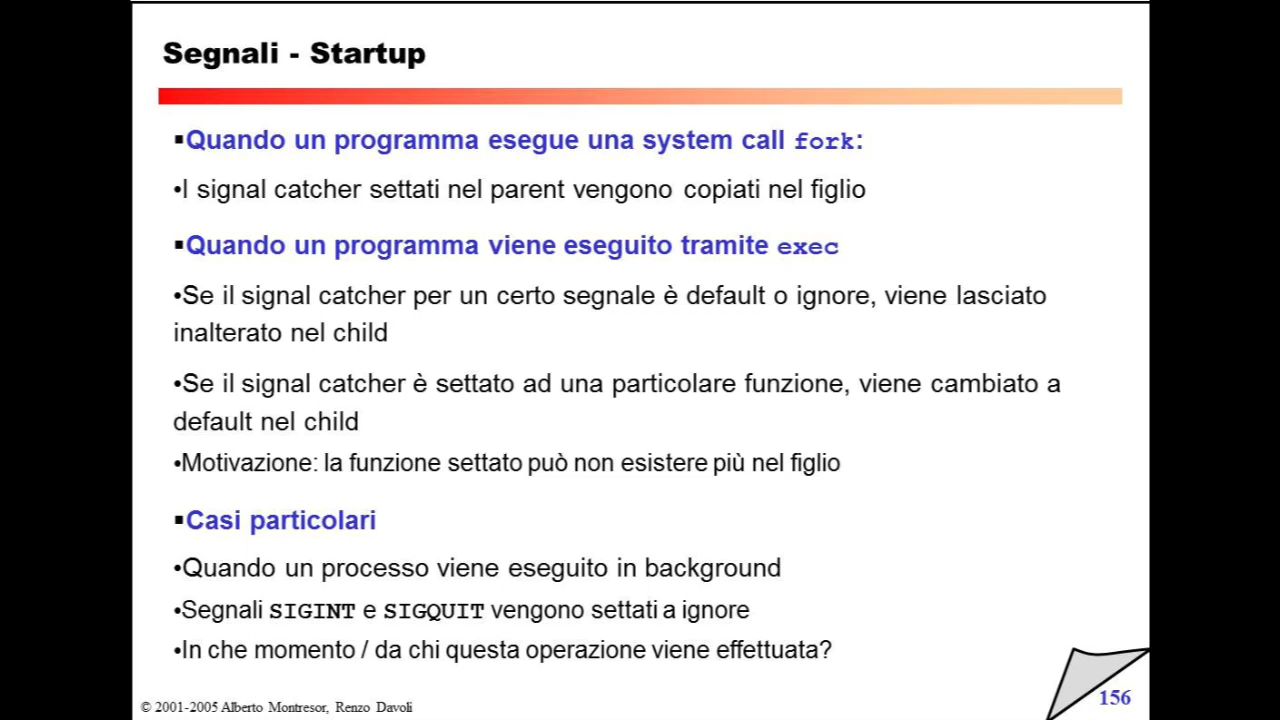 Segnali - Startup
▪Quando un programma esegue una system call fork:
•I signal catcher settati nel parent vengono copiati nel figlio
▪Quando un programma viene eseguito tramite exec
•Se il signal catcher per un certo segnale è default o ignore, viene lasciato
inalterato nel child
•Se il signal catcher è settato ad una particolare funzione, viene cambiato a
default nel child
•Motivazione: la funzione settato può non esistere più nel figlio
▪Casi particolari
•Quando un processo viene eseguito in background
•Segnali SIGINT e SIGQUIT vengono settati a ignore
•In che momento / da chi questa operazione viene effettuata?
© 2001-2005 Alberto Montresor, Renzo Davoli
156